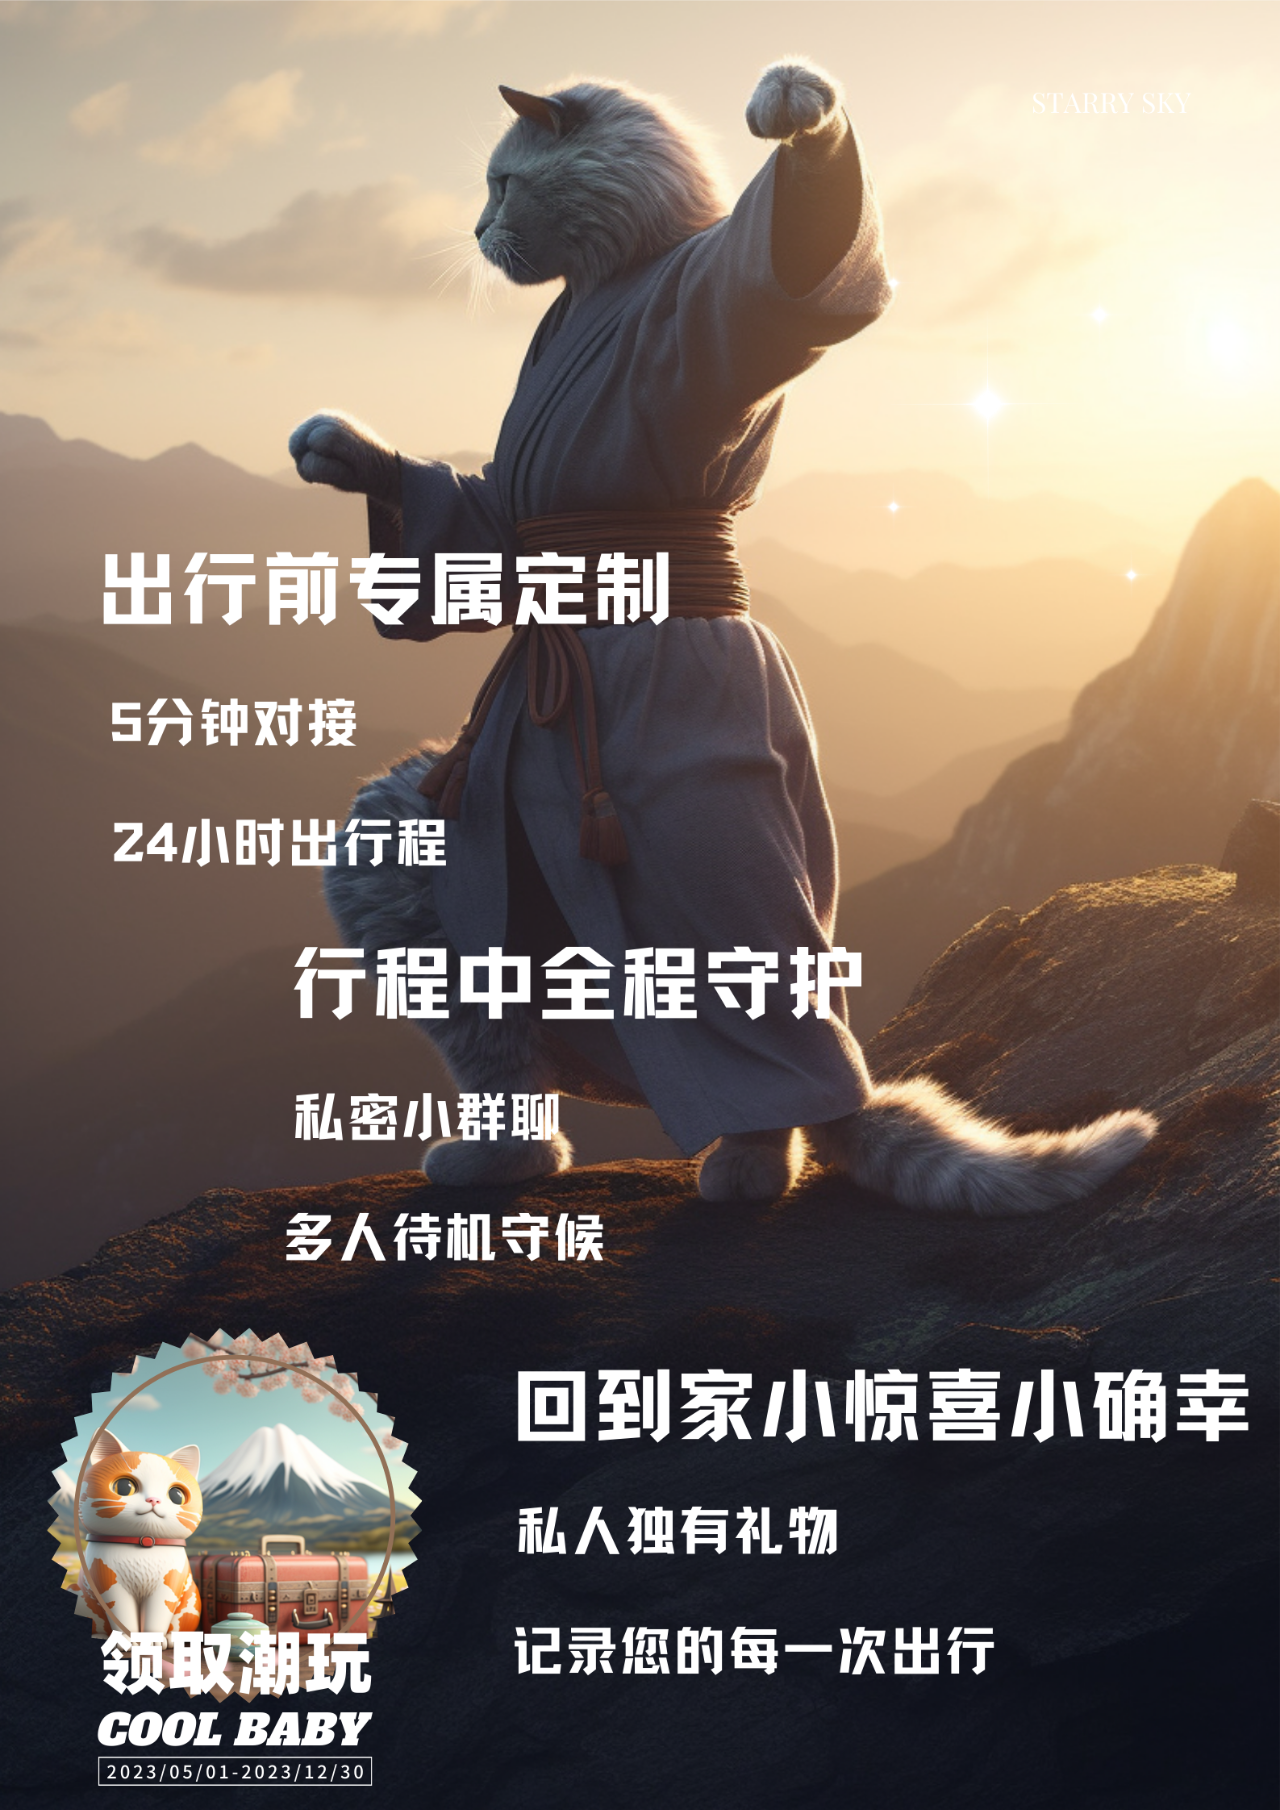 STARRY SKY
出行前专属定制
5分钟对接
24小时出行程
行程中全程守护
私密小群聊
多人待机守候
回到家小惊喜小确幸
私人独有礼物
记录您的每一次出行
领取潮玩
COOL BABY
2023/05/01-2023/12/30